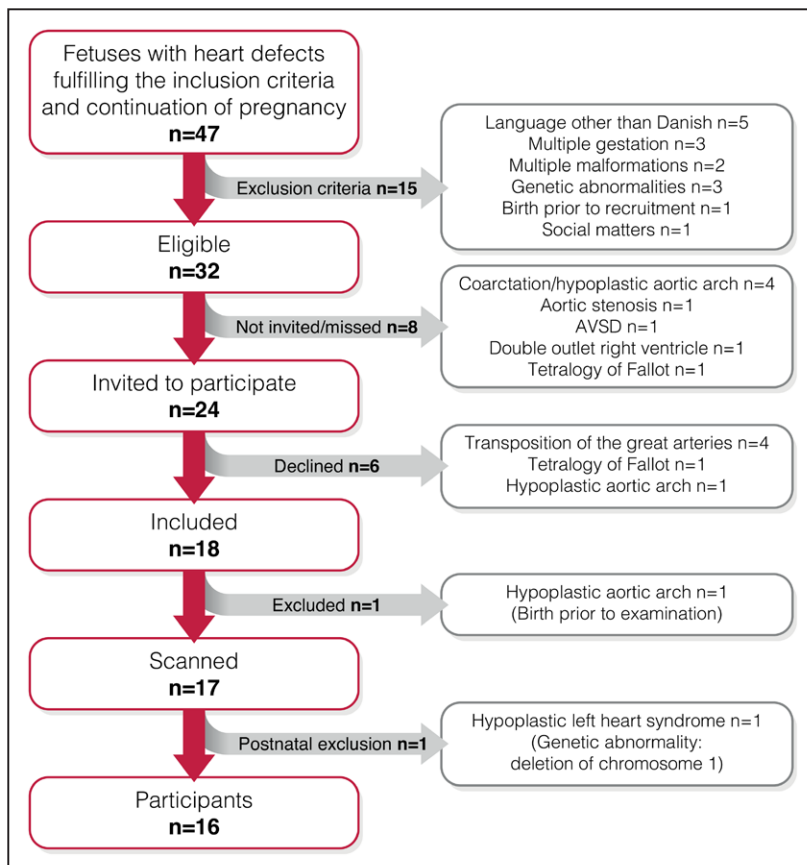 Fetuses with heart defects
fulfilling the inclusion criteria
and continuation of pregnancy
n=47
Exclusion criteria n=15
Language other than Danish n=5
Multiple gestation n=3
Multiple malformations n=2
Genetic abnormalities n=3
Birth prior to recruitment n=1
Social matters n=1
Eligible
n=32
Not invited/missed n=8
Coarctation/hypoplastic aortic arch n=4
Aortic stenosis n=1
AVSD n=1
Double outlet right ventricle n=1
Tetralogy of Fallot n=1
Invited to participate
n=24
Declined n=6
Transposition of the great arteries n=4
Tetralogy of Fallot n=1
Hypoplastic aortic arch n=1
Included
n=18
Excluded n=1
Hypoplastic aortic arch n=1
(Birth prior to examination)
Scanned
n=17
Postnatal exclusion n=1
Hypoplastic left heart syndrome n=1
(Genetic abnormality:
deletion of chromosome 1)
Participants
n=16